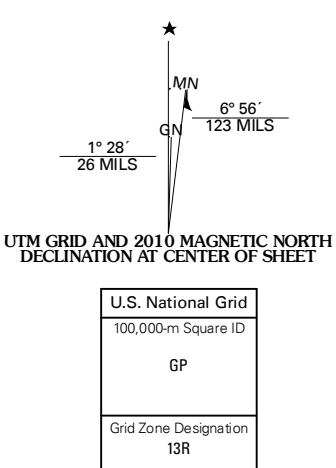 ★
MN
6° 56´
123 MILS
GN
1° 28´
26 MILS
UTM GRID AND 2010 MAGNETIC NORTH
DECLINATION AT CENTER OF SHEET
U.S. National Grid
100,000-m Square ID
GP
Grid Zone Designation
13R